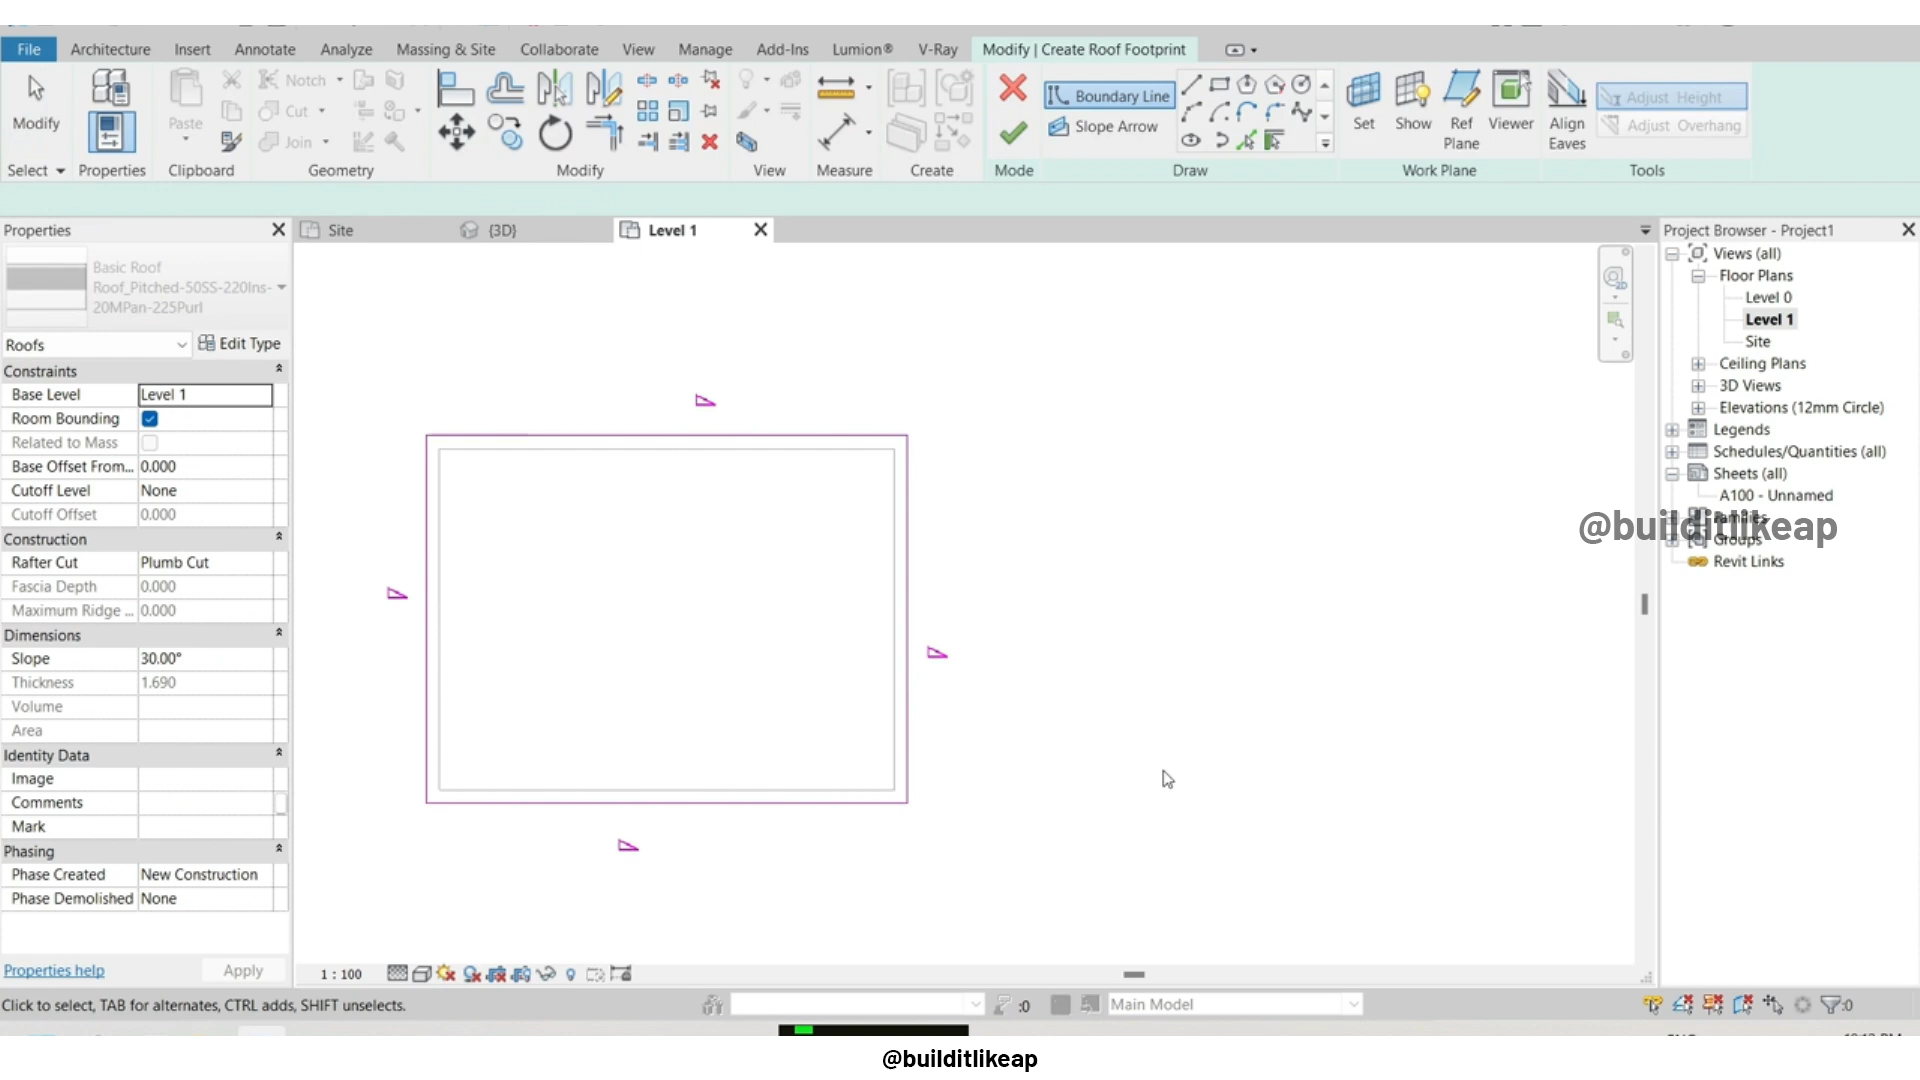 File Architecture Insert Annotate Analyze Massing & Site Collaborate View Manage Add-Ins Lumion® V-Ray Modify | Create Roof Footprint
Modify
Paste
Notch
Cut
Join
Boundary Line
Slope Arrow
Set Show Ref Plane Viewer
Align Eaves
Adjust Height
Adjust Overhang
Select Properties Clipboard Geometry Modify View Measure Create Mode Draw Work Plane Tools
Properties
Basic Roof
Roof_Pitched-50SS-220Ins-
20MPan-225Purl
Roofs Edit Type
Constraints
Base Level Level 1
Room Bounding
Related to Mass
Base Offset From... 0.000
Cutoff Level None
Cutoff Offset 0.000
Construction
Rafter Cut Plumb Cut
Fascia Depth 0.000
Maximum Ridge ... 0.000
Dimensions
Slope 30.00°
Thickness 1.690
Volume
Area
Identity Data
Image
Comments
Mark
Phasing
Phase Created New Construction
Phase Demolished None
Properties help Apply
Site {3D} Level 1
1 : 100
Project Browser - Project1
Views (all)
Floor Plans
Level 0
Level 1
Site
Ceiling Plans
3D Views
Elevations (12mm Circle)
Legends
Schedules/Quantities (all)
Sheets (all)
A100 - Unnamed
Families
Groups
Revit Links
@builditlikeap
Click to select, TAB for alternates, CTRL adds, SHIFT unselects.
:0 Main Model :0
@builditlikeap